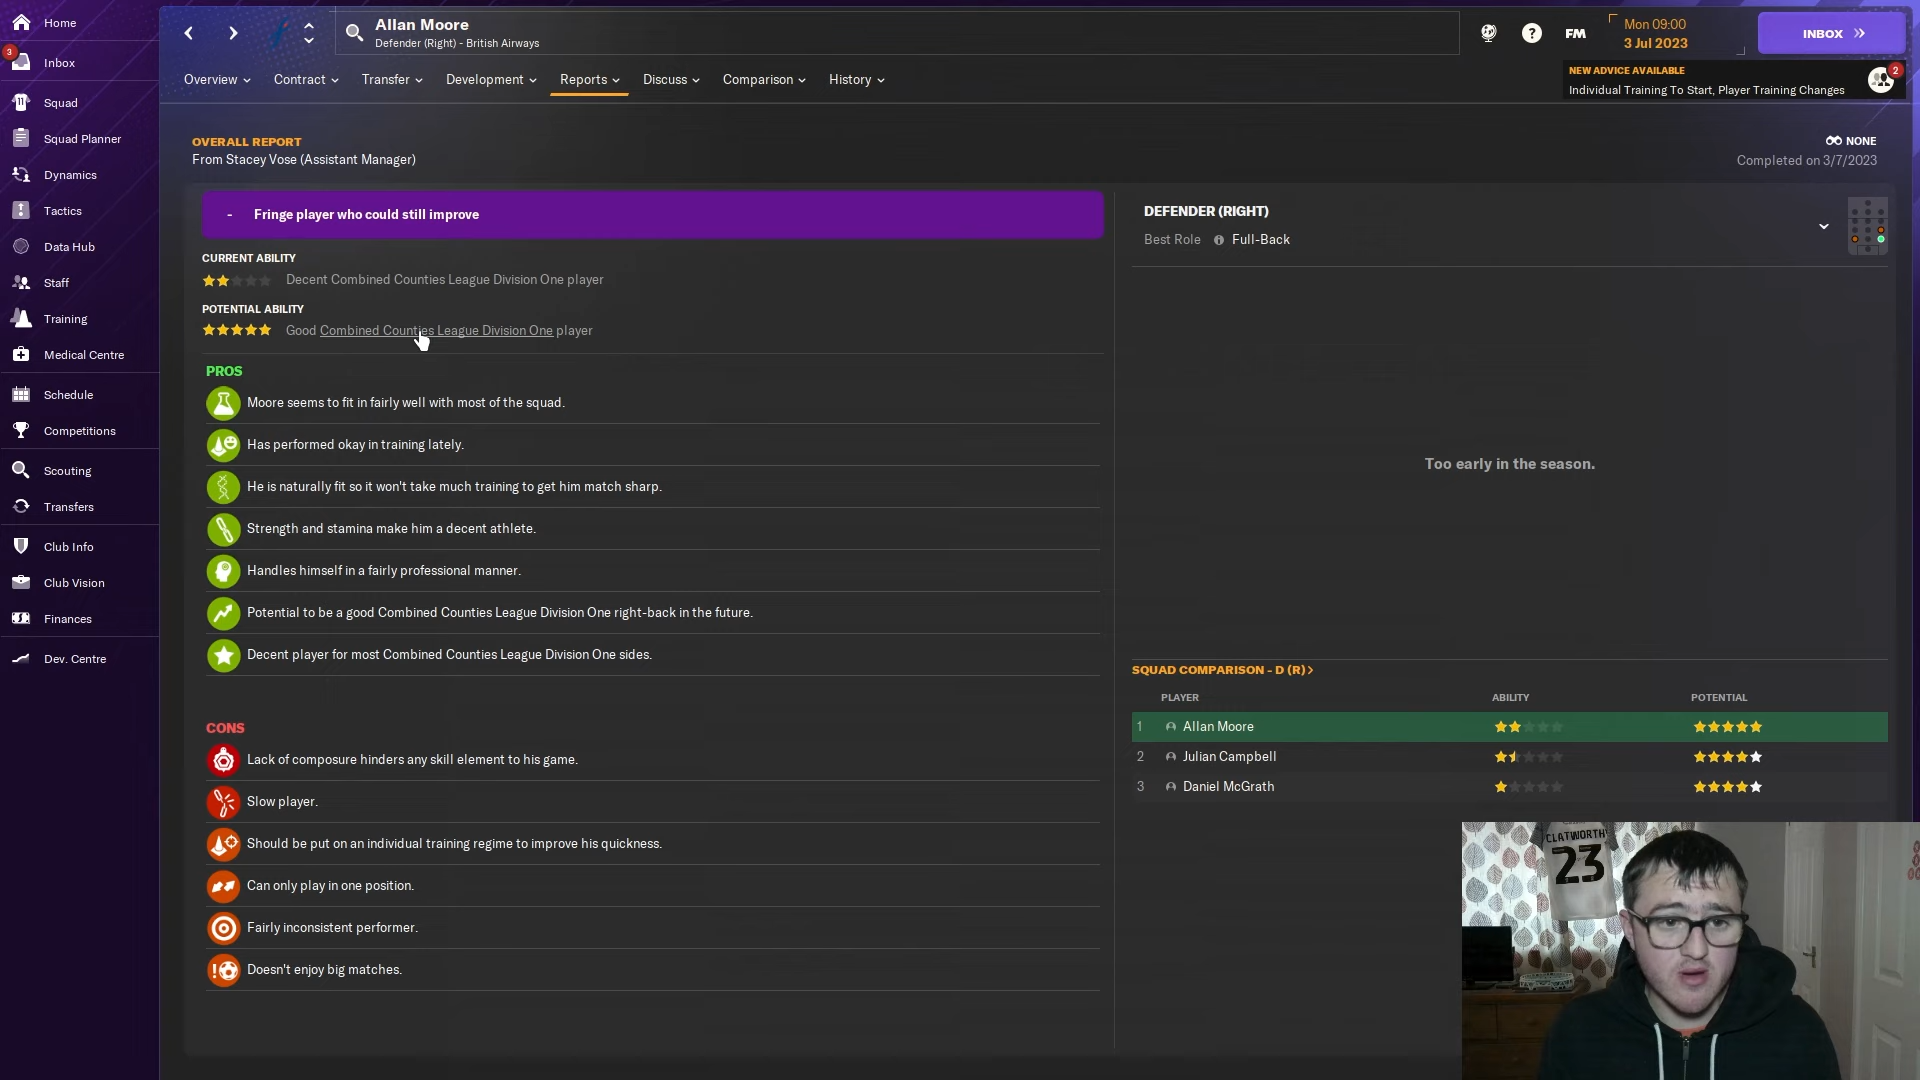 Home
3
Inbox
Squad
Squad Planner
Dynamics
Tactics
Data Hub
Staff
Training
Medical Centre
Schedule
Competitions
Scouting
Transfers
Club Info
Club Vision
Finances
Dev. Centre
Allan Moore
Defender (Right) - British Airways
?
FM
Mon 09:00
3 Jul 2023
INBOX
Overview
Contract
Transfer
Development
Reports
Discuss
Comparison
History
NEW ADVICE AVAILABLE
Individual Training To Start, Player Training Changes
2
OVERALL REPORT
From Stacey Vose (Assistant Manager)
NONE
Completed on 3/7/2023
- Fringe player who could still improve
CURRENT ABILITY
Decent Combined Counties League Division One player
POTENTIAL ABILITY
Good Combined Counties League Division One player
PROS
Moore seems to fit in fairly well with most of the squad.
Has performed okay in training lately.
He is naturally fit so it won't take much training to get him match sharp.
Strength and stamina make him a decent athlete.
Handles himself in a fairly professional manner.
Potential to be a good Combined Counties League Division One right-back in the future.
Decent player for most Combined Counties League Division One sides.
CONS
Lack of composure hinders any skill element to his game.
Slow player.
Should be put on an individual training regime to improve his quickness.
Can only play in one position.
Fairly inconsistent performer.
Doesn't enjoy big matches.
DEFENDER (RIGHT)
Best Role Full-Back
Too early in the season.
SQUAD COMPARISON - D (R) >
PLAYER ABILITY POTENTIAL
1 Allan Moore
2 Julian Campbell
3 Daniel McGrath
CLATWORTHY
23